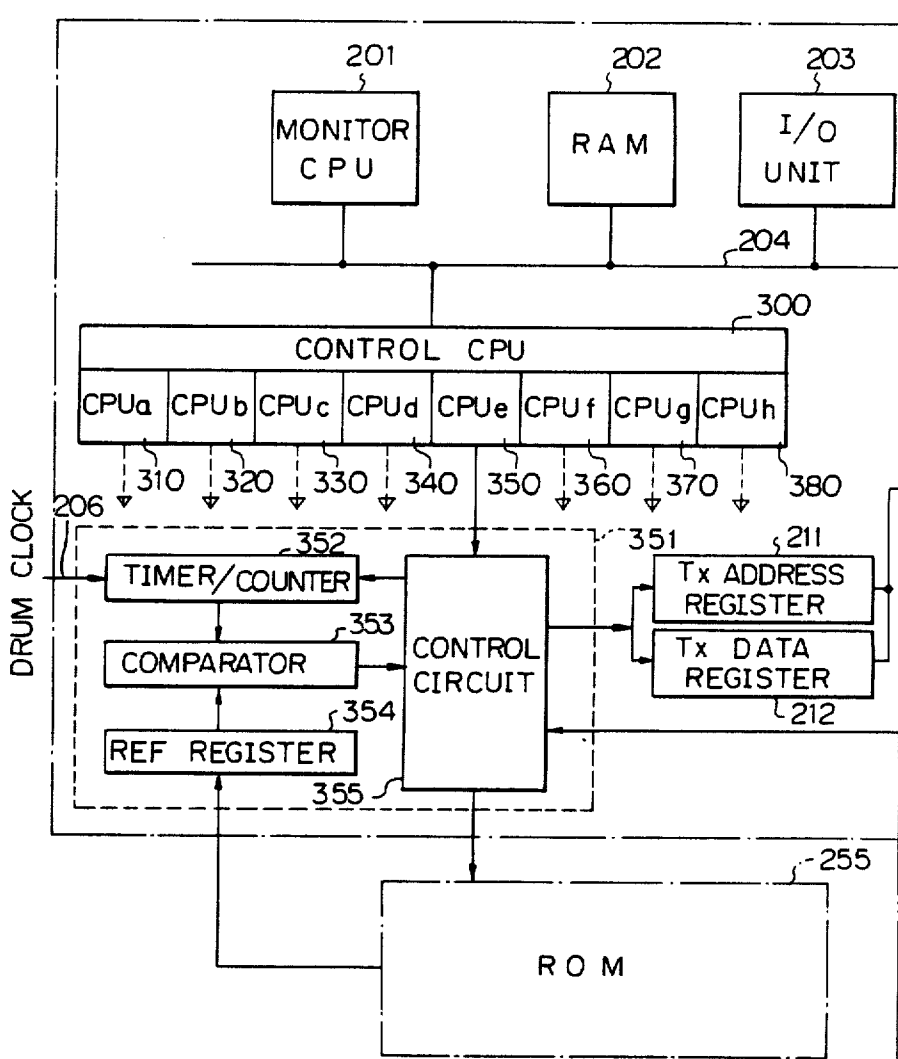 201
202
203
MONITOR
CPU
RAM
I/O
UNIT
204
300
CONTROL CPU
CPUa CPUb CPUc CPUd CPUe CPUf CPUg CPUh
310 320 330 340 350 360 370 380
DRUM CLOCK
206
352
351
211
TIMER/COUNTER
Tx ADDRESS
REGISTER
353
COMPARATOR
CONTROL
CIRCUIT
Tx DATA
REGISTER
212
354
REF REGISTER
355
255
ROM